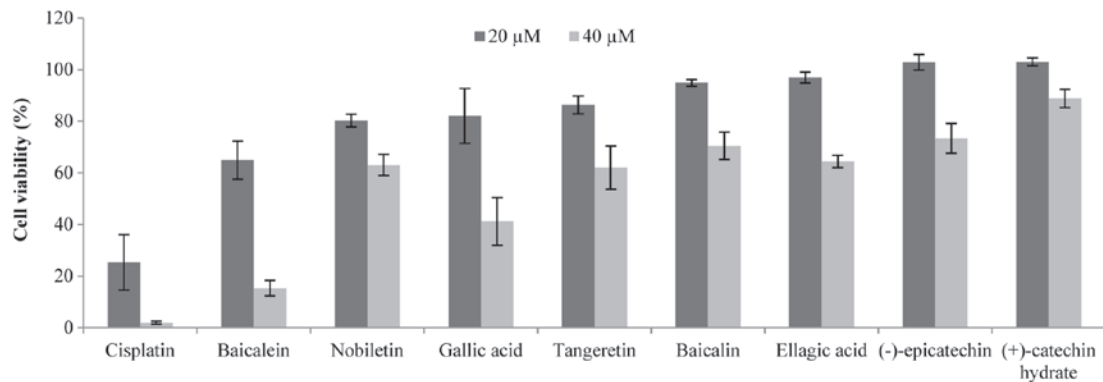 120
20 µM 40 µM
100
80
60
40
20
0
Cell viability (%)
Cisplatin Baicalein Nobiletin Gallic acid Tangeretin Baicalin Ellagic acid (-)-epicatechin (+)-catechin
hydrate